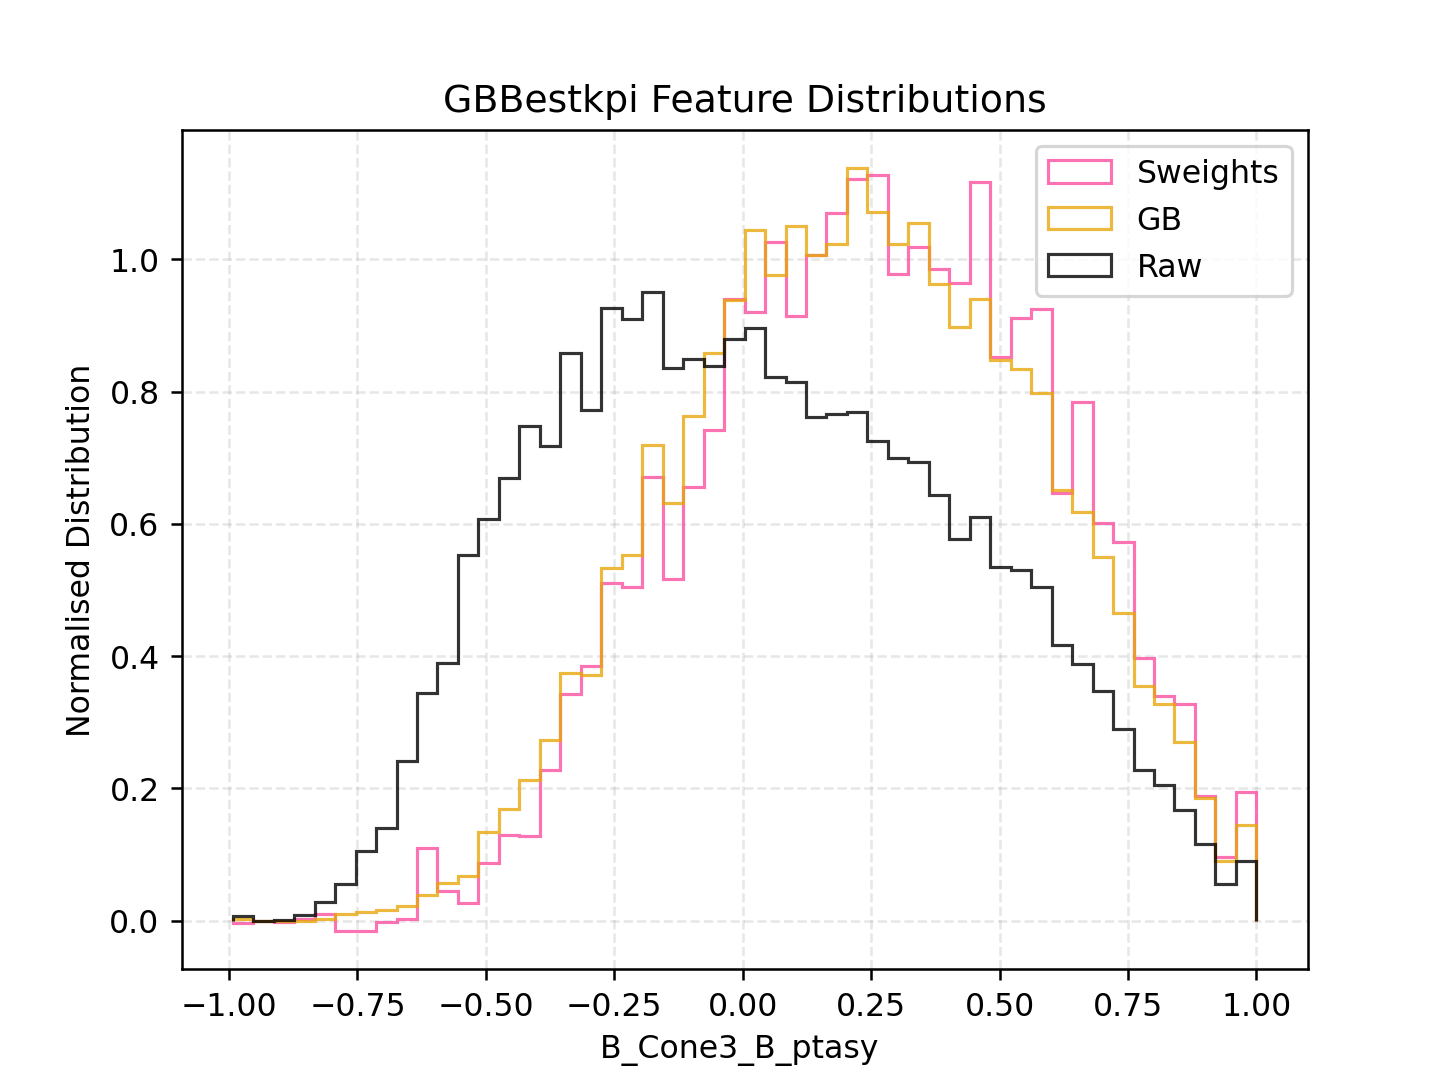 GBBestkpi Feature Distributions
Sweights
GB
Raw
Normalised Distribution
1.0
0.8
0.6
0.4
0.2
0.0
−1.00 −0.75 −0.50 −0.25 0.00 0.25 0.50 0.75 1.00
B_Cone3_B_ptasy